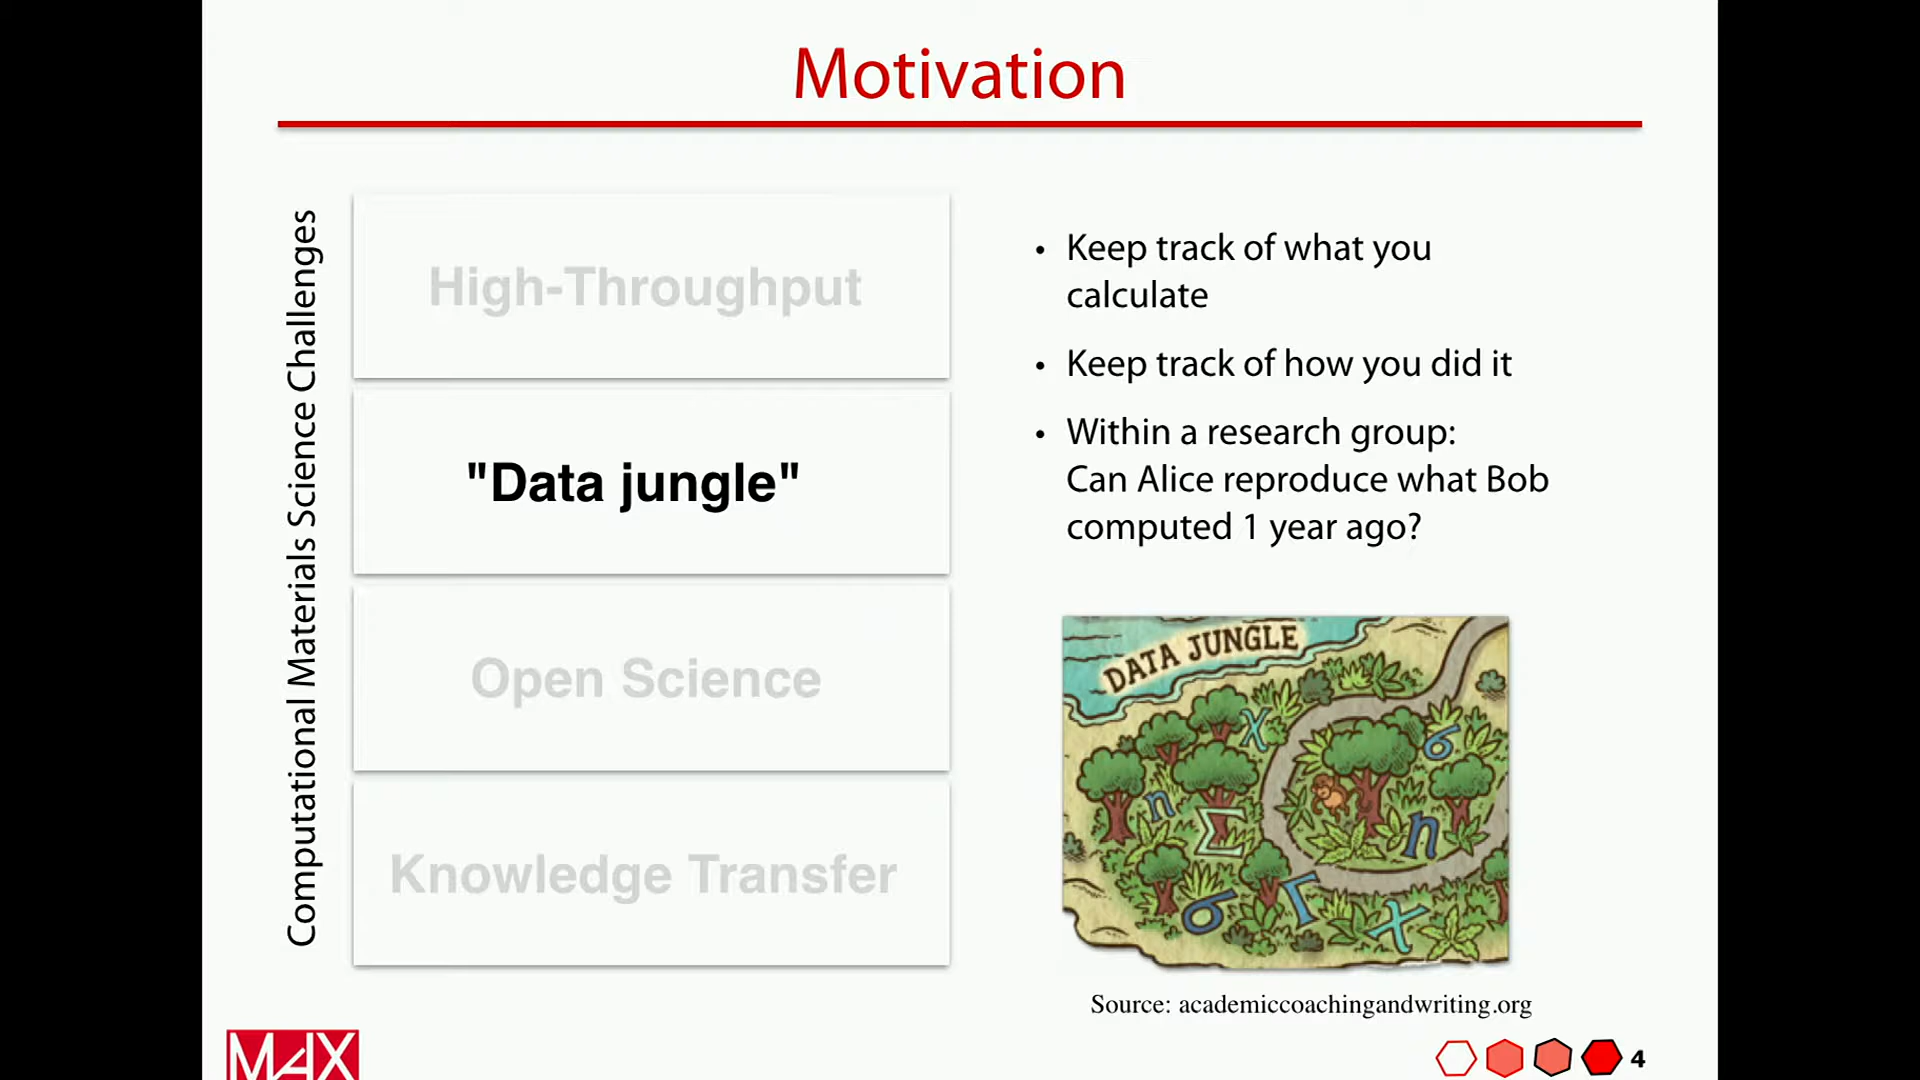 Motivation
Computational Materials Science Challenges
High-Throughput
"Data jungle"
Open Science
Knowledge Transfer
• Keep track of what you
calculate
• Keep track of how you did it
• Within a research group:
Can Alice reproduce what Bob
computed 1 year ago?
DATA JUNGLE
χ
σ
n
Σ
n
σ
Γ
χ
Source: academiccoachingandwriting.org
MAX
4